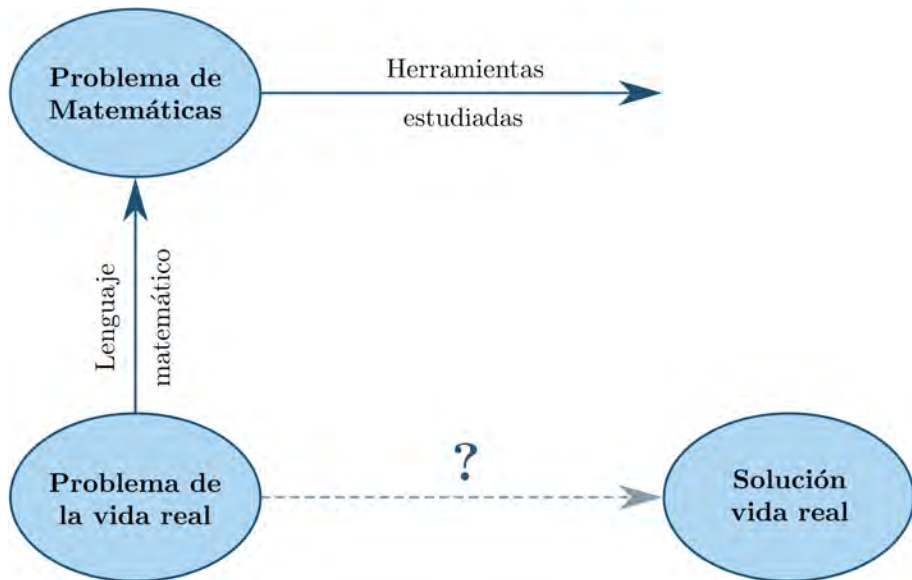 Problema de
Matemáticas
Herramientas
estudiadas
Lenguaje
matemático
?
Problema de
la vida real
Solución
vida real